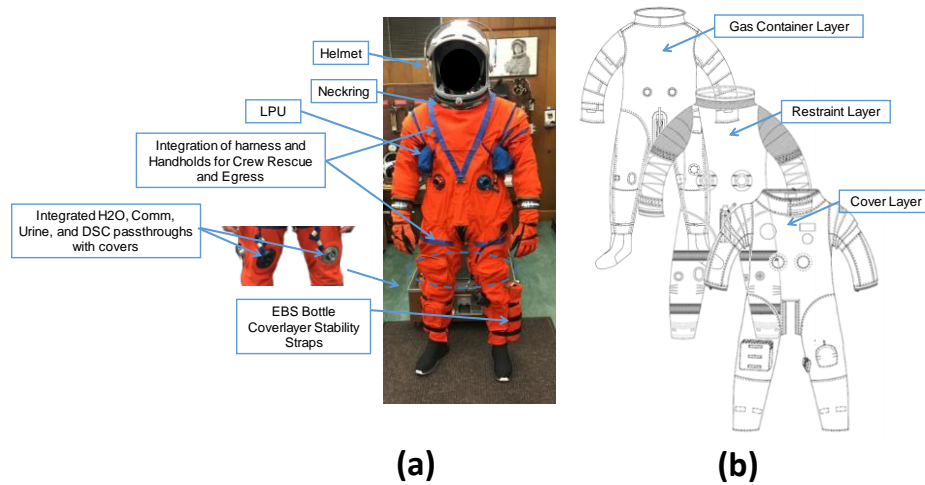 Helmet
Neckring
LPU
Integration of harness and
Handholds for Crew Rescue
and Egress
Integrated H2O, Comm,
Urine, and DSC passthroughs
with covers
EBS Bottle
Coverlayer Stability
Straps
Gas Container Layer
Restraint Layer
Cover Layer
(a)
(b)